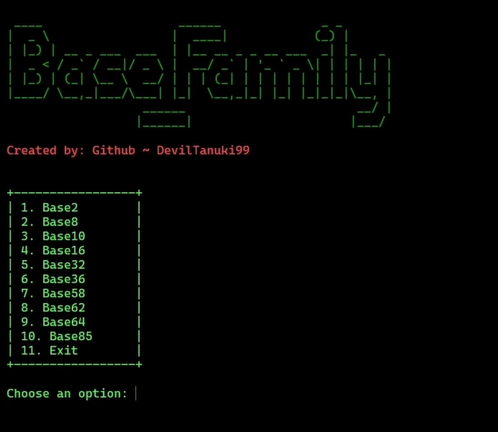 Base_Family
Created by: Github ~ DevilTanuki99
1. Base2
2. Base8
3. Base10
4. Base16
5. Base32
6. Base36
7. Base58
8. Base62
9. Base64
10. Base85
11. Exit
Choose an option: